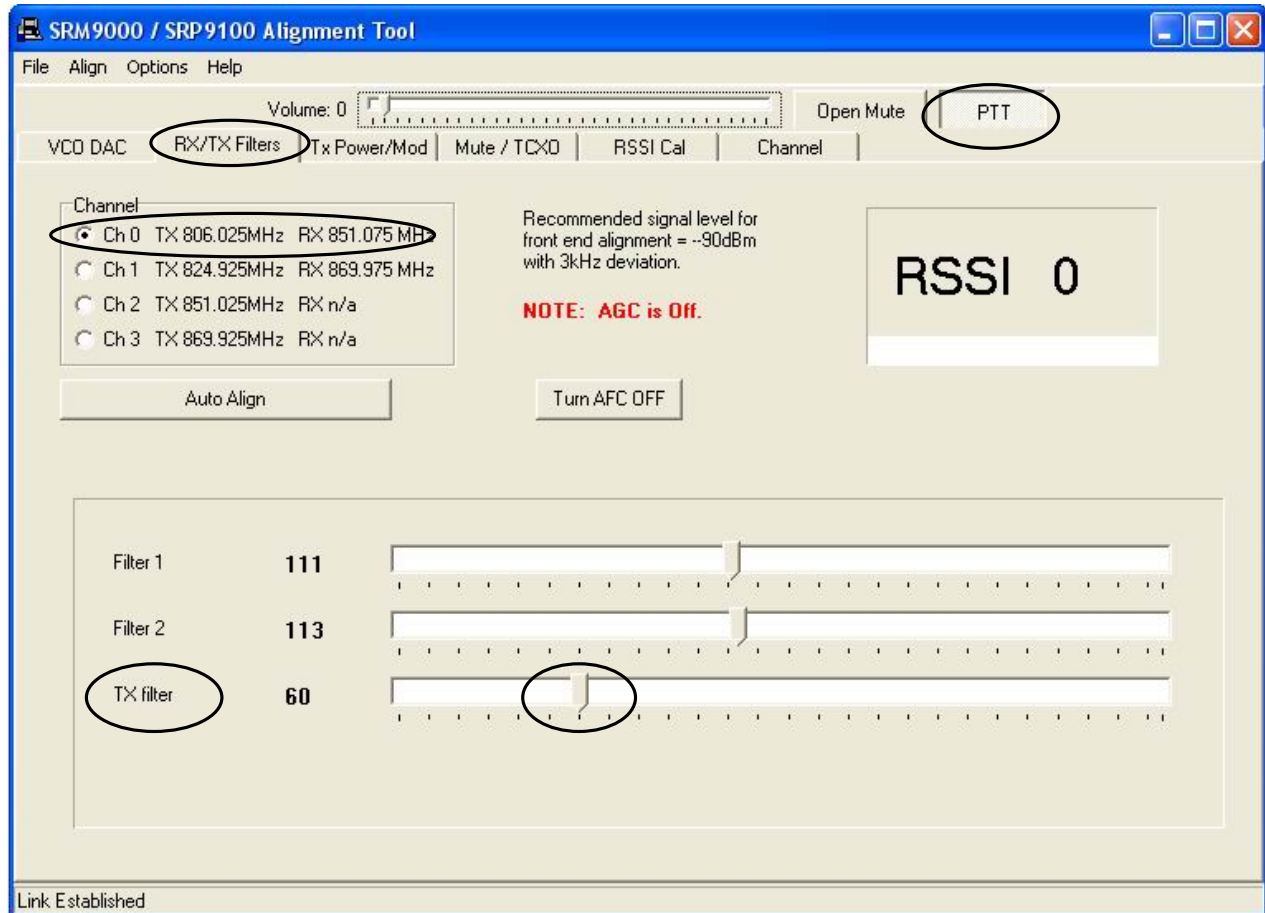 SRM9000 / SRP9100 Alignment Tool
File Align Options Help
Volume: 0 Open Mute PTT
VCO DAC RX/TX Filters Tx Power/Mod Mute / TCXO RSSI Cal Channel
Channel
Ch 0 TX 806.025MHz RX 851.075 MHz
Ch 1 TX 824.925MHz RX 869.975 MHz
Ch 2 TX 851.025MHz RX n/a
Ch 3 TX 869.925MHz RX n/a
Recommended signal level for
front end alignment = --90dBm
with 3kHz deviation.
NOTE: AGC is Off.
RSSI 0
Auto Align
Turn AFC OFF
Filter 1 111
Filter 2 113
TX filter 60
Link Established